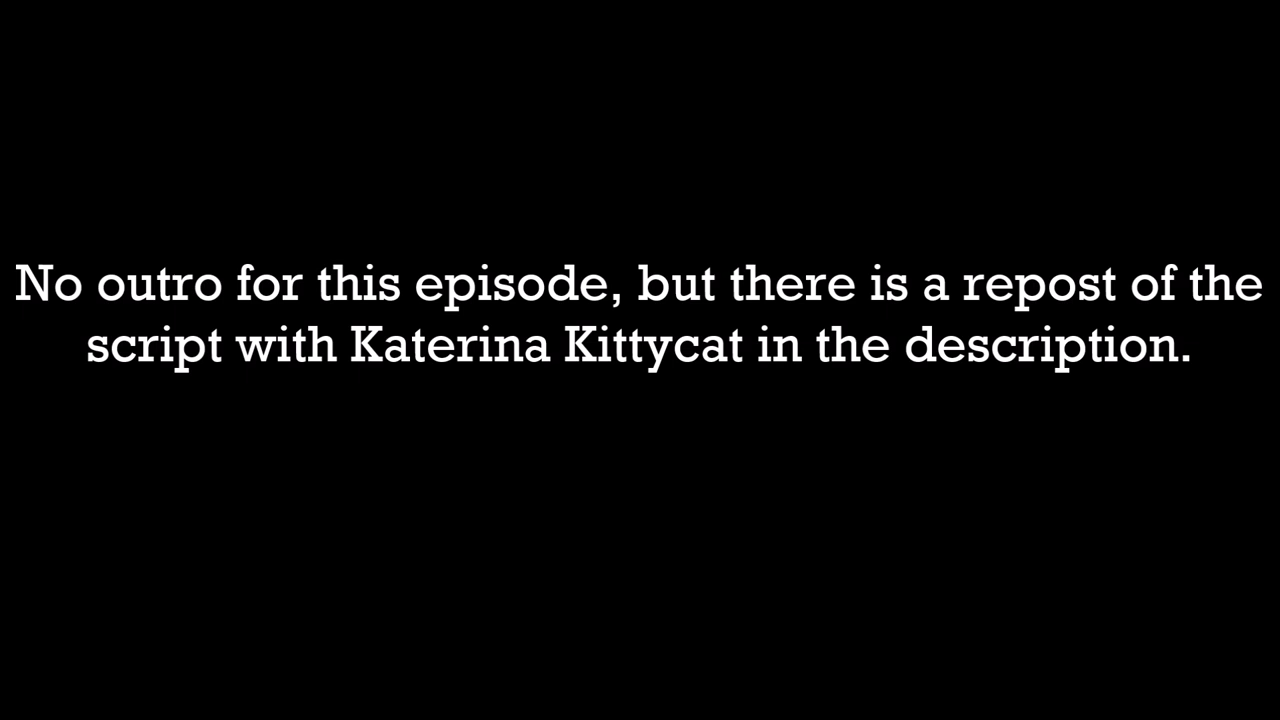 No outro for this episode, but there is a repost of the
script with Katerina Kittycat in the description.